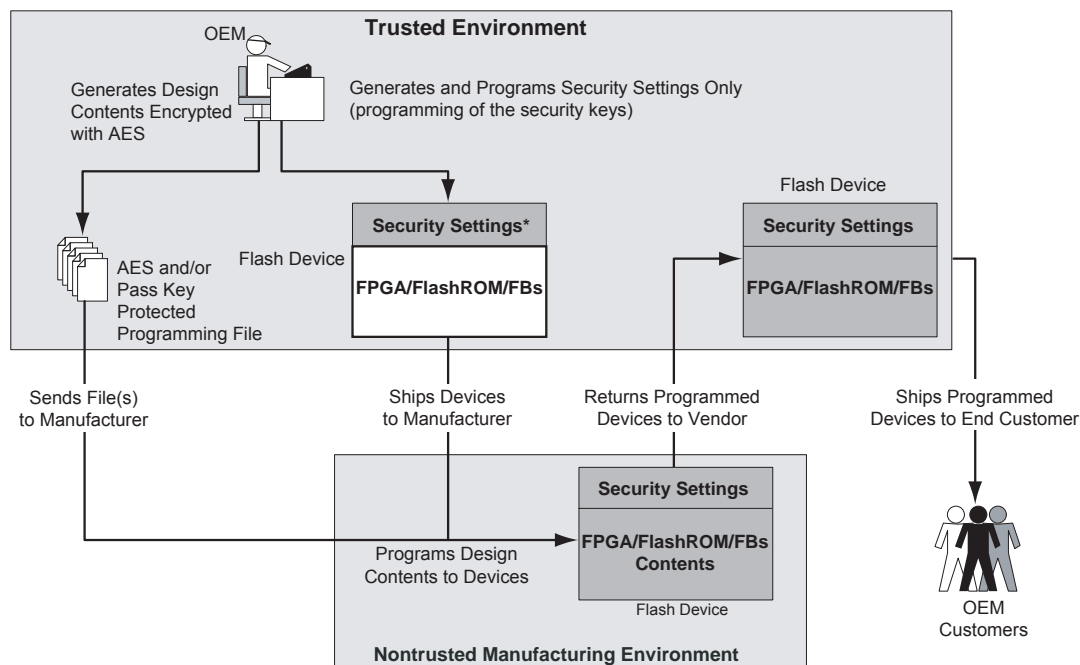 Trusted Environment
OEM
Generates Design
Contents Encrypted
with AES
Generates and Programs Security Settings Only
(programming of the security keys)
Flash Device
Security Settings*
FPGA/FlashROM/FBs
Flash Device
Security Settings
FPGA/FlashROM/FBs
AES and/or
Pass Key
Protected
Programming File
Sends File(s)
to Manufacturer
Ships Devices
to Manufacturer
Returns Programmed
Devices to Vendor
Ships Programmed
Devices to End Customer
Programs Design
Contents to Devices
Security Settings
FPGA/FlashROM/FBs
Contents
Flash Device
Nontrusted Manufacturing Environment
OEM
Customers